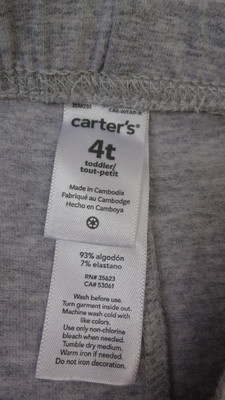 carter's®
4t
toddler/
tout-petit
Made in Cambodia
Fabriqué au Cambodge
Hecho en Camboya
93% algodón
7% elastano
RN# 35623
CA# 53061
Wash before use.
Turn garment inside out.
Machine wash cold with
like colors.
Use only non-chlorine
bleach when needed.
Tumble dry medium.
Warm iron if needed.
Do not iron decoration.